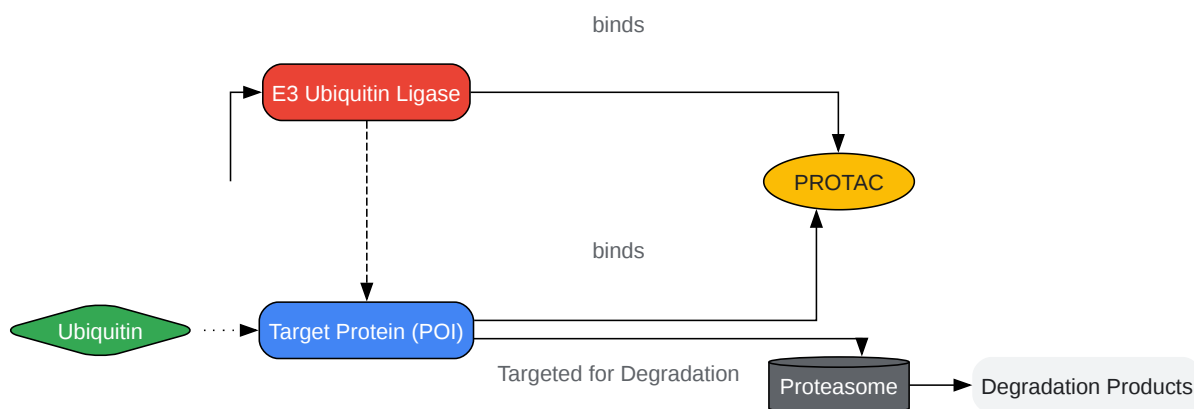 binds
E3 Ubiquitin Ligase
PROTAC
binds
Ubiquitin
Target Protein (POI)
Targeted for Degradation
Proteasome
Degradation Products